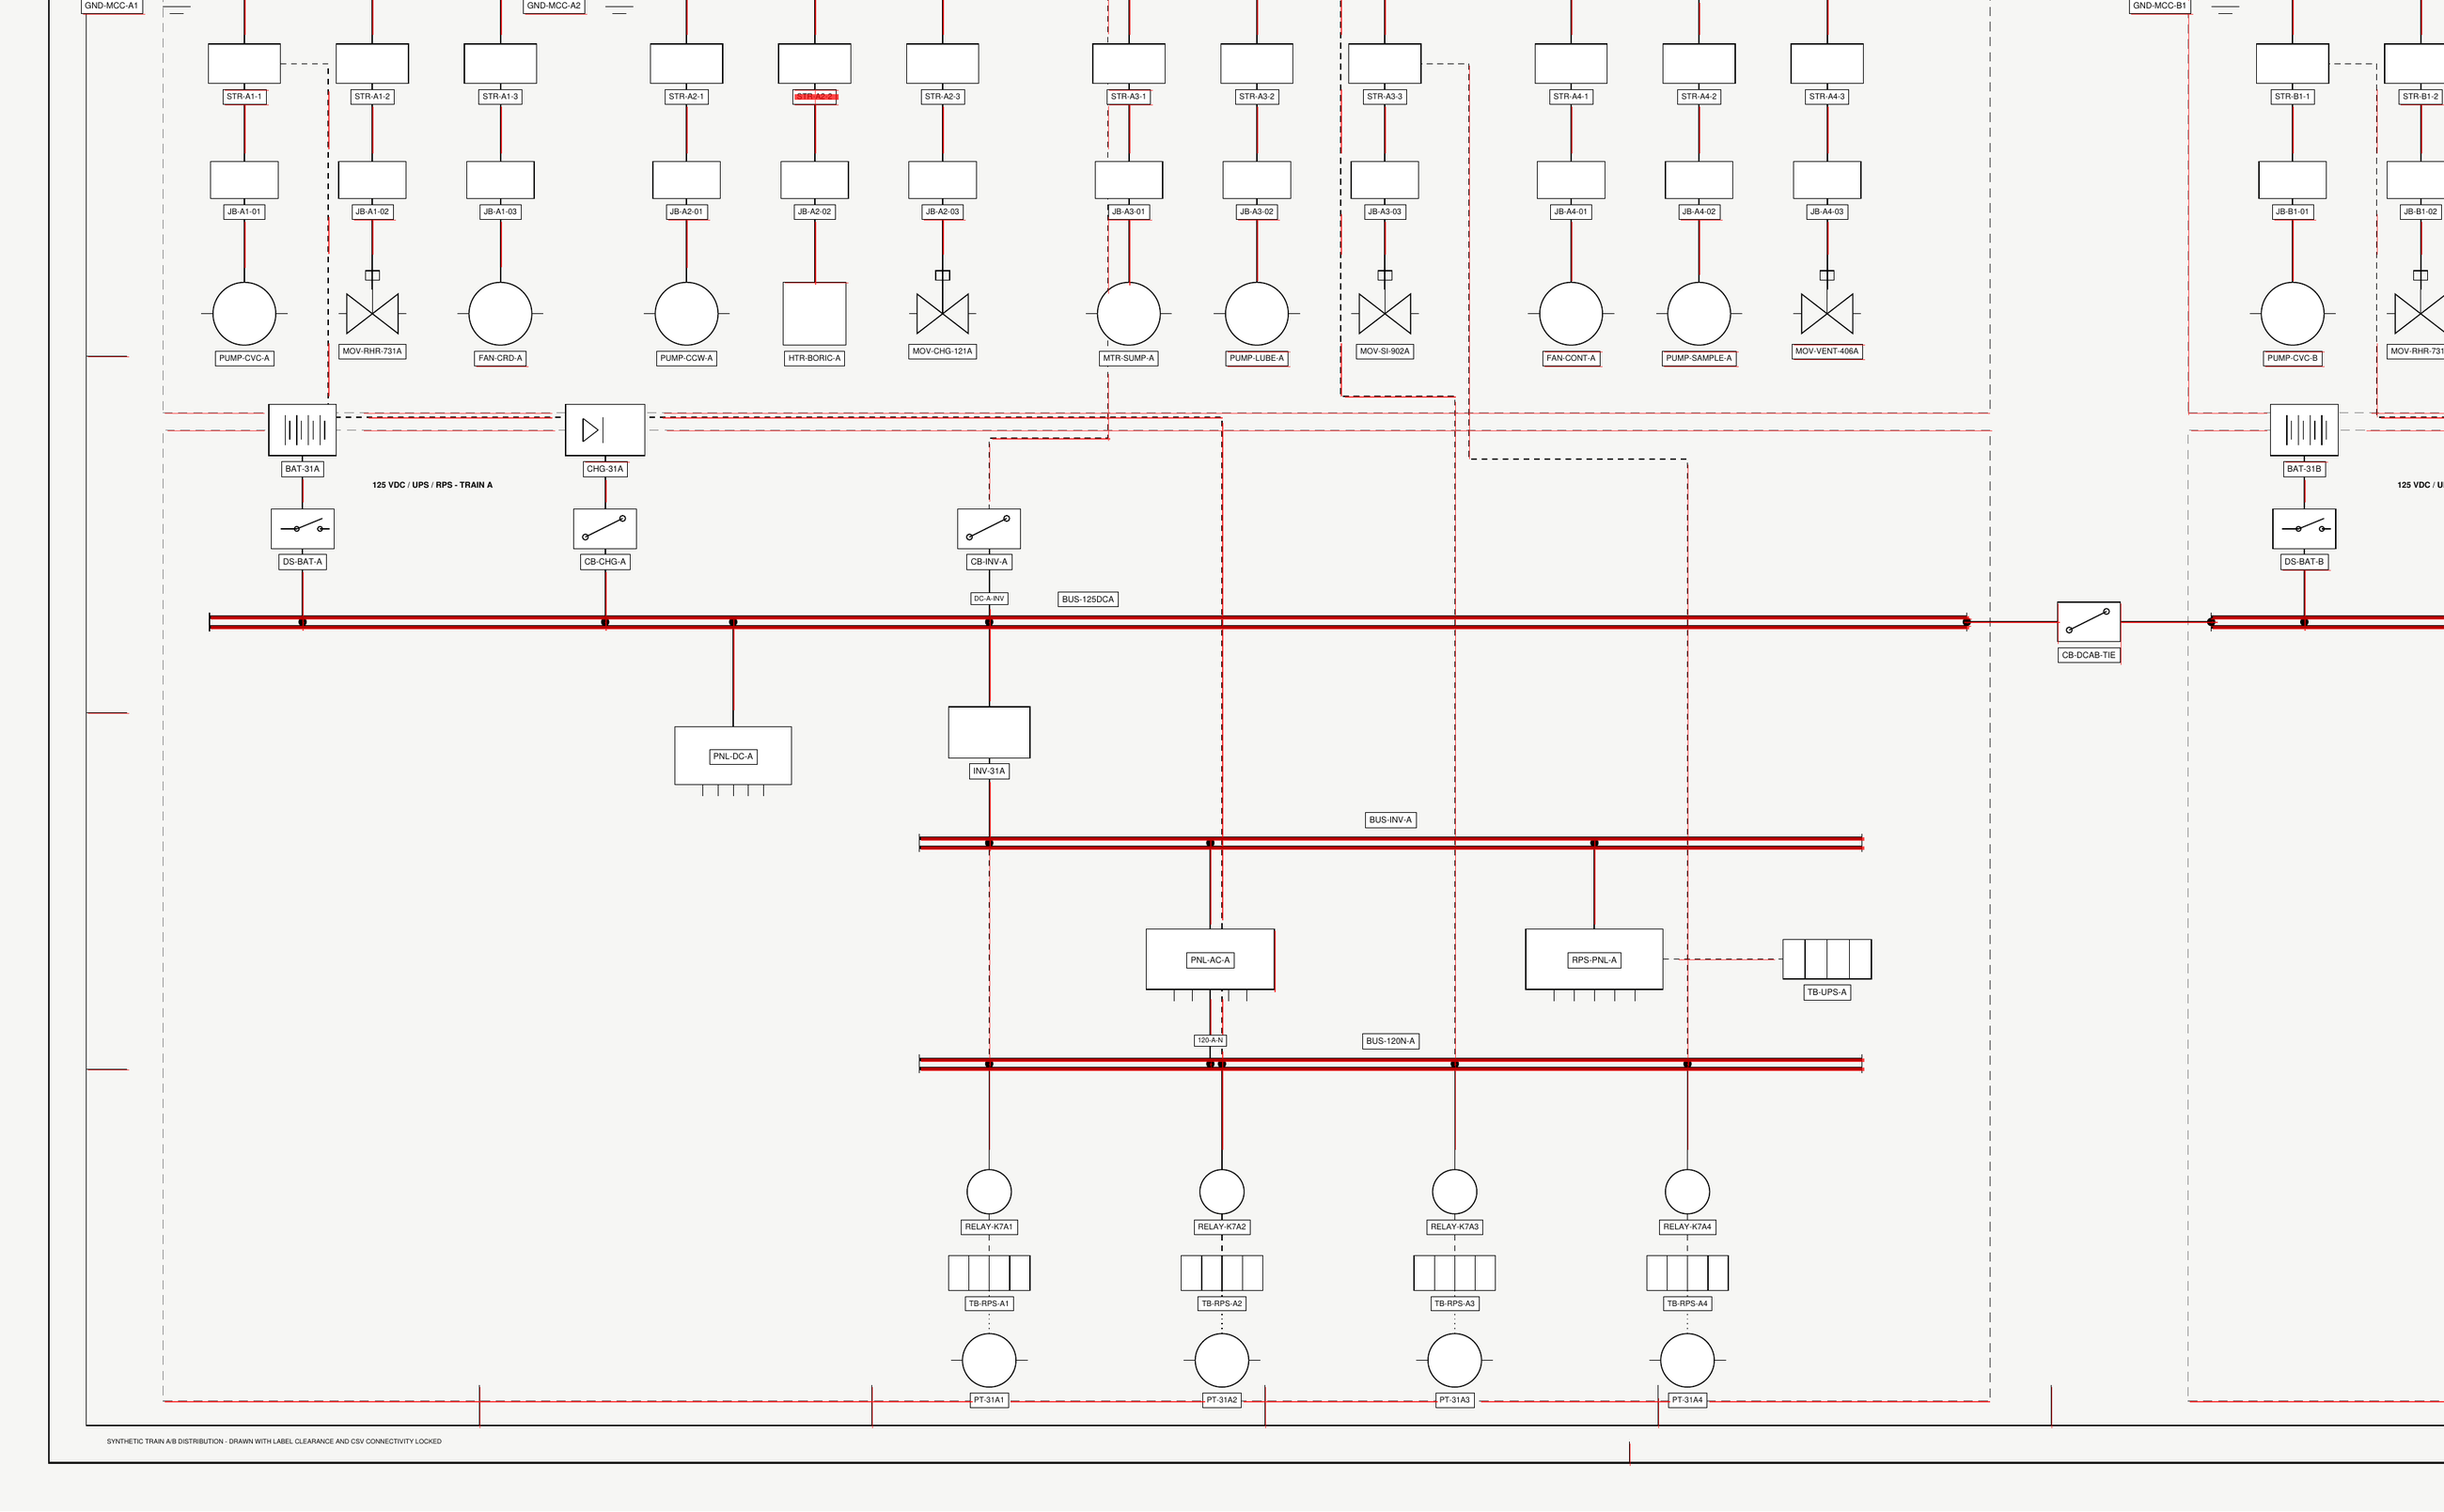 GND-MCC-A1
GND-MCC-A2
GND-MCC-B1
STR-A1-1
STR-A1-2
STR-A1-3
STR-A2-1
STR-A2-2
STR-A2-3
STR-A3-1
STR-A3-2
STR-A3-3
STR-A4-1
STR-A4-2
STR-A4-3
STR-B1-1
STR-B1-2
JB-A1-01
JB-A1-02
JB-A1-03
JB-A2-01
JB-A2-02
JB-A2-03
JB-A3-01
JB-A3-02
JB-A3-03
JB-A4-01
JB-A4-02
JB-A4-03
JB-B1-01
JB-B1-02
PUMP-CVC-A
MOV-RHR-731A
FAN-CRD-A
PUMP-CCW-A
HTR-BORIC-A
MOV-CHG-121A
MTR-SUMP-A
PUMP-LUBE-A
MOV-SI-902A
FAN-CONT-A
PUMP-SAMPLE-A
MOV-VENT-406A
PUMP-CVC-B
MOV-RHR-731
BAT-31A
CHG-31A
BAT-31B
125 VDC / UPS / RPS - TRAIN A
125 VDC / U
DS-BAT-A
CB-CHG-A
CB-INV-A
DS-BAT-B
DC-A-INV
BUS-125DCA
CB-DCAB-TIE
PNL-DC-A
INV-31A
BUS-INV-A
PNL-AC-A
RPS-PNL-A
TB-UPS-A
120-A-N
BUS-120N-A
RELAY-K7A1
RELAY-K7A2
RELAY-K7A3
RELAY-K7A4
TB-RPS-A1
TB-RPS-A2
TB-RPS-A3
TB-RPS-A4
PT-31A1
PT-31A2
PT-31A3
PT-31A4
SYNTHETIC TRAIN A/B DISTRIBUTION - DRAWN WITH LABEL CLEARANCE AND CSV CONNECTIVITY LOCKED